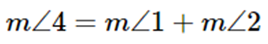 m∠4 = m∠1 + m∠2